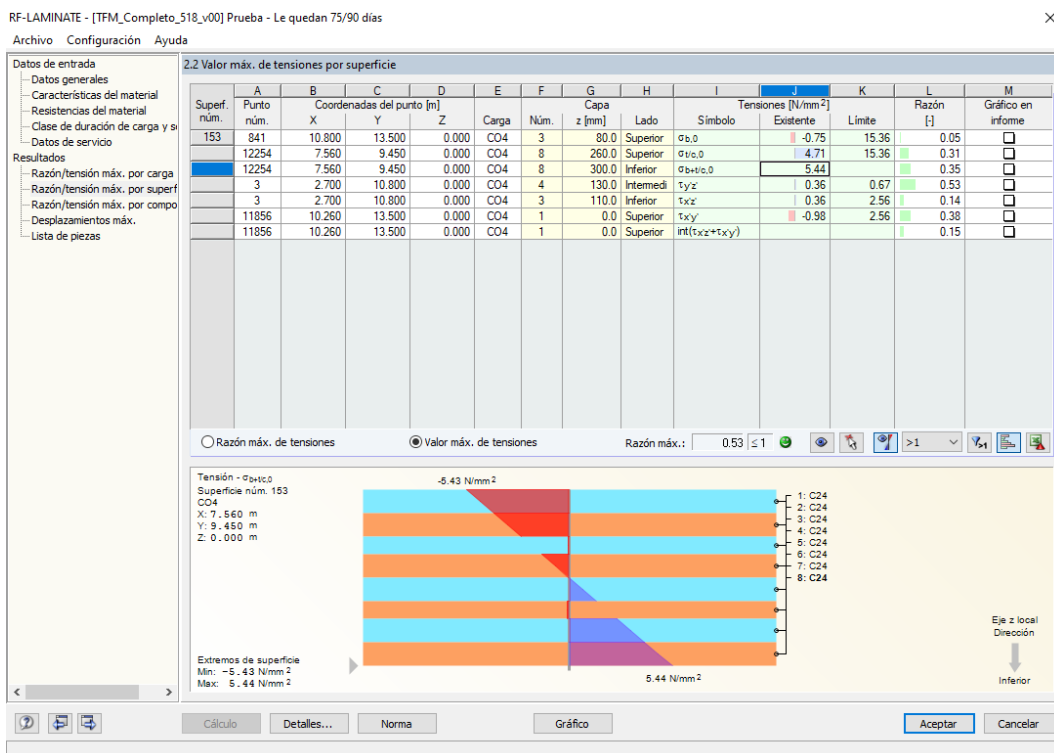 RF-LAMINATE - [TFM_Completo_518_v00] Prueba - Le quedan 75/90 días
Archivo Configuración Ayuda
Datos de entrada
Datos generales
Características del material
Resistencias del material
Clase de duración de carga y s
Datos de servicio
Resultados
Razón/tensión máx. por carga
Razón/tensión máx. por superf
Razón/tensión máx. por compo
Desplazamientos máx.
Lista de piezas
2.2 Valor máx. de tensiones por superficie
A B C D E F G H I J K L M
Superf. Punto Coordenadas del punto [m] Capa Tensiones [N/mm²] Razón Gráfico en
núm. núm. X Y Z Carga Núm. z [mm] Lado Símbolo Existente Límite [-] informe
153 841 10.800 13.500 0.000 CO4 3 80.0 Superior σb,0 -0.75 15.36 0.05
12254 7.560 9.450 0.000 CO4 8 260.0 Superior σt/c,0 4.71 15.36 0.31
12254 7.560 9.450 0.000 CO4 8 300.0 Inferior σb+t/c,0 5.44 0.35
3 2.700 10.800 0.000 CO4 4 130.0 Intermedi τy'z' 0.36 0.67 0.53
3 2.700 10.800 0.000 CO4 3 110.0 Inferior τx'z' 0.36 2.56 0.14
11856 10.260 13.500 0.000 CO4 1 0.0 Superior τx'y' -0.98 2.56 0.38
11856 10.260 13.500 0.000 CO4 1 0.0 Superior int(τx'z'+τx'y') 0.15
Razón máx. de tensiones Valor máx. de tensiones Razón máx.: 0.53 ≤ 1 >1
Tensión - σb+t/c,0
Superficie núm. 153
CO4
X: 7.560 m
Y: 9.450 m
Z: 0.000 m
-5.43 N/mm²
1: C24
2: C24
3: C24
4: C24
5: C24
6: C24
7: C24
8: C24
Eje z local
Dirección
Inferior
Extremos de superficie
Min: -5.43 N/mm²
Max: 5.44 N/mm²
5.44 N/mm²
Cálculo Detalles... Norma Gráfico Aceptar Cancelar